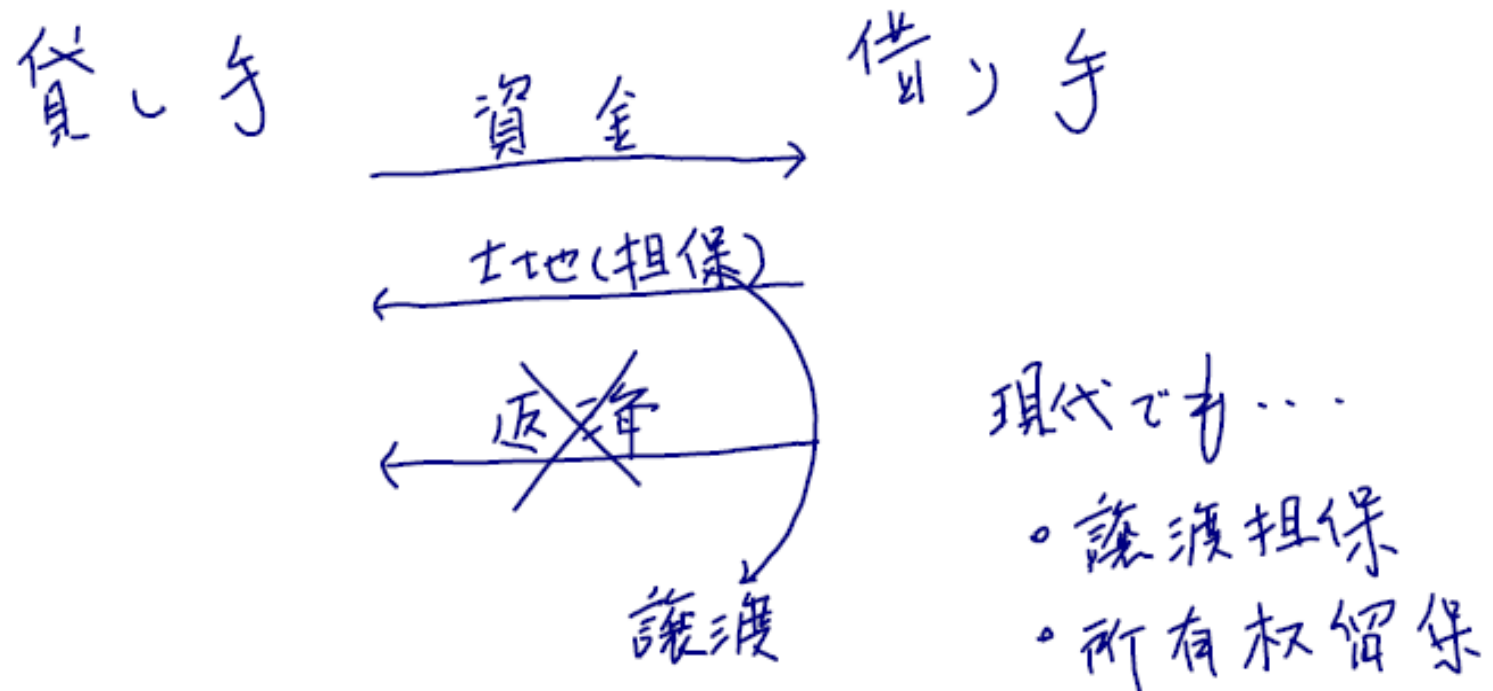 貸し手
借り手
資金
土地(担保)
返済
譲渡
現代でも...
・譲渡担保
・所有权留保